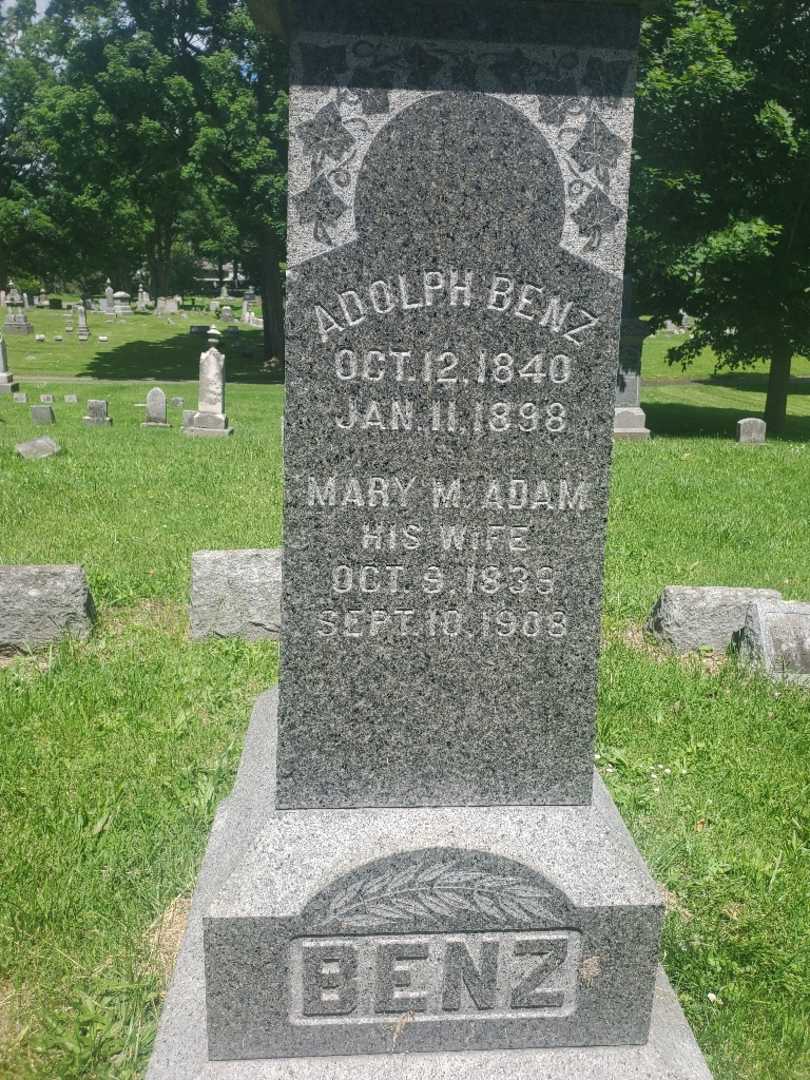 ADOLPH BENZ
OCT. 12, 1840
JAN. 11, 1898
MARY M. ADAM
HIS WIFE
OCT. 9, 1839
SEPT. 10, 1908
BENZ